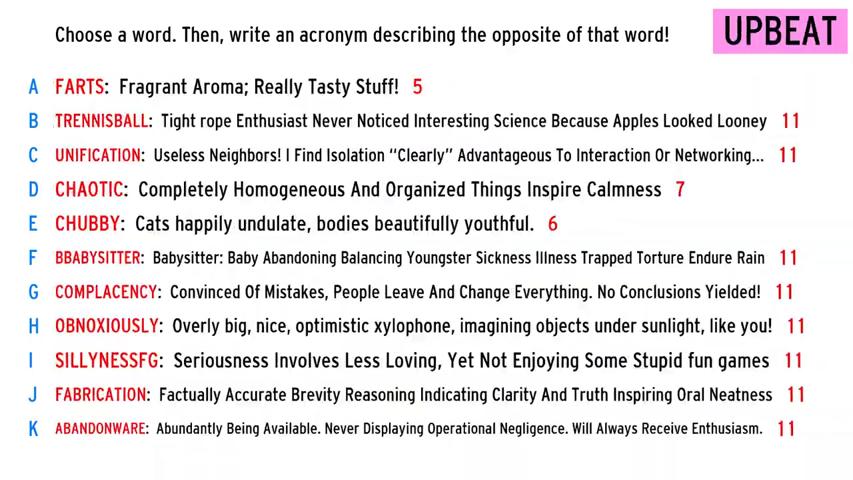 Choose a word. Then, write an acronym describing the opposite of that word!
UPBEAT
A FARTS: Fragrant Aroma; Really Tasty Stuff! 5
B TRENNISBALL: Tight rope Enthusiast Never Noticed Interesting Science Because Apples Looked Looney 11
C UNIFICATION: Useless Neighbors! I Find Isolation “Clearly” Advantageous To Interaction Or Networking... 11
D CHAOTIC: Completely Homogeneous And Organized Things Inspire Calmness 7
E CHUBBY: Cats happily undulate, bodies beautifully youthful. 6
F BBABYSITTER: Babysitter: Baby Abandoning Balancing Youngster Sickness Illness Trapped Torture Endure Rain 11
G COMPLACENCY: Convinced Of Mistakes, People Leave And Change Everything. No Conclusions Yielded! 11
H OBNOXIOUSLY: Overly big, nice, optimistic xylophone, imagining objects under sunlight, like you! 11
I SILLYNESSFG: Seriousness Involves Less Loving, Yet Not Enjoying Some Stupid fun games 11
J FABRICATION: Factually Accurate Brevity Reasoning Indicating Clarity And Truth Inspiring Oral Neatness 11
K ABANDONWARE: Abundantly Being Available. Never Displaying Operational Negligence. Will Always Receive Enthusiasm. 11